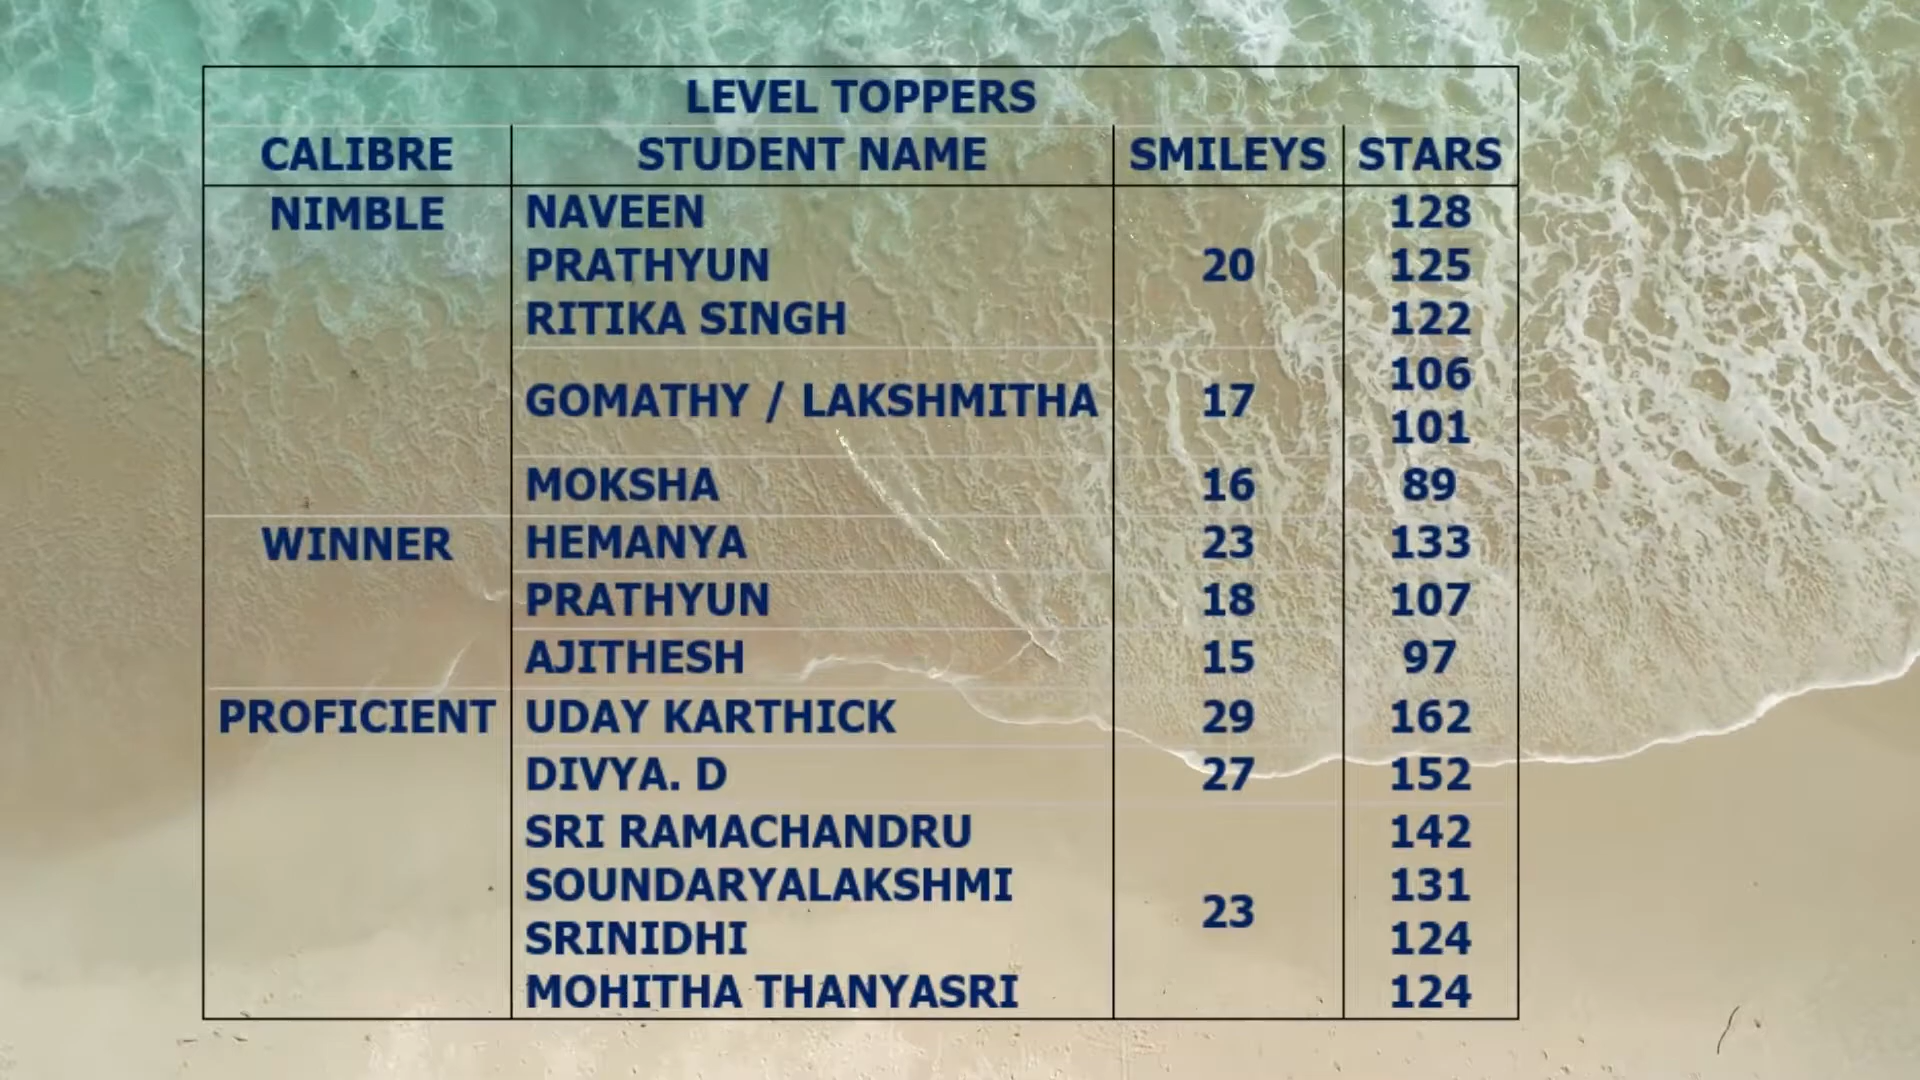 LEVEL TOPPERS
CALIBRE STUDENT NAME SMILEYS STARS
NIMBLE NAVEEN 128
PRATHYUN 20 125
RITIKA SINGH 122
GOMATHY / LAKSHMITHA 17 106
101
MOKSHA 16 89
WINNER HEMANYA 23 133
PRATHYUN 18 107
AJITHESH 15 97
PROFICIENT UDAY KARTHICK 29 162
DIVYA. D 27 152
SRI RAMACHANDRU 142
SOUNDARYALAKSHMI 131
23
SRINIDHI 124
MOHITHA THANYASRI 124